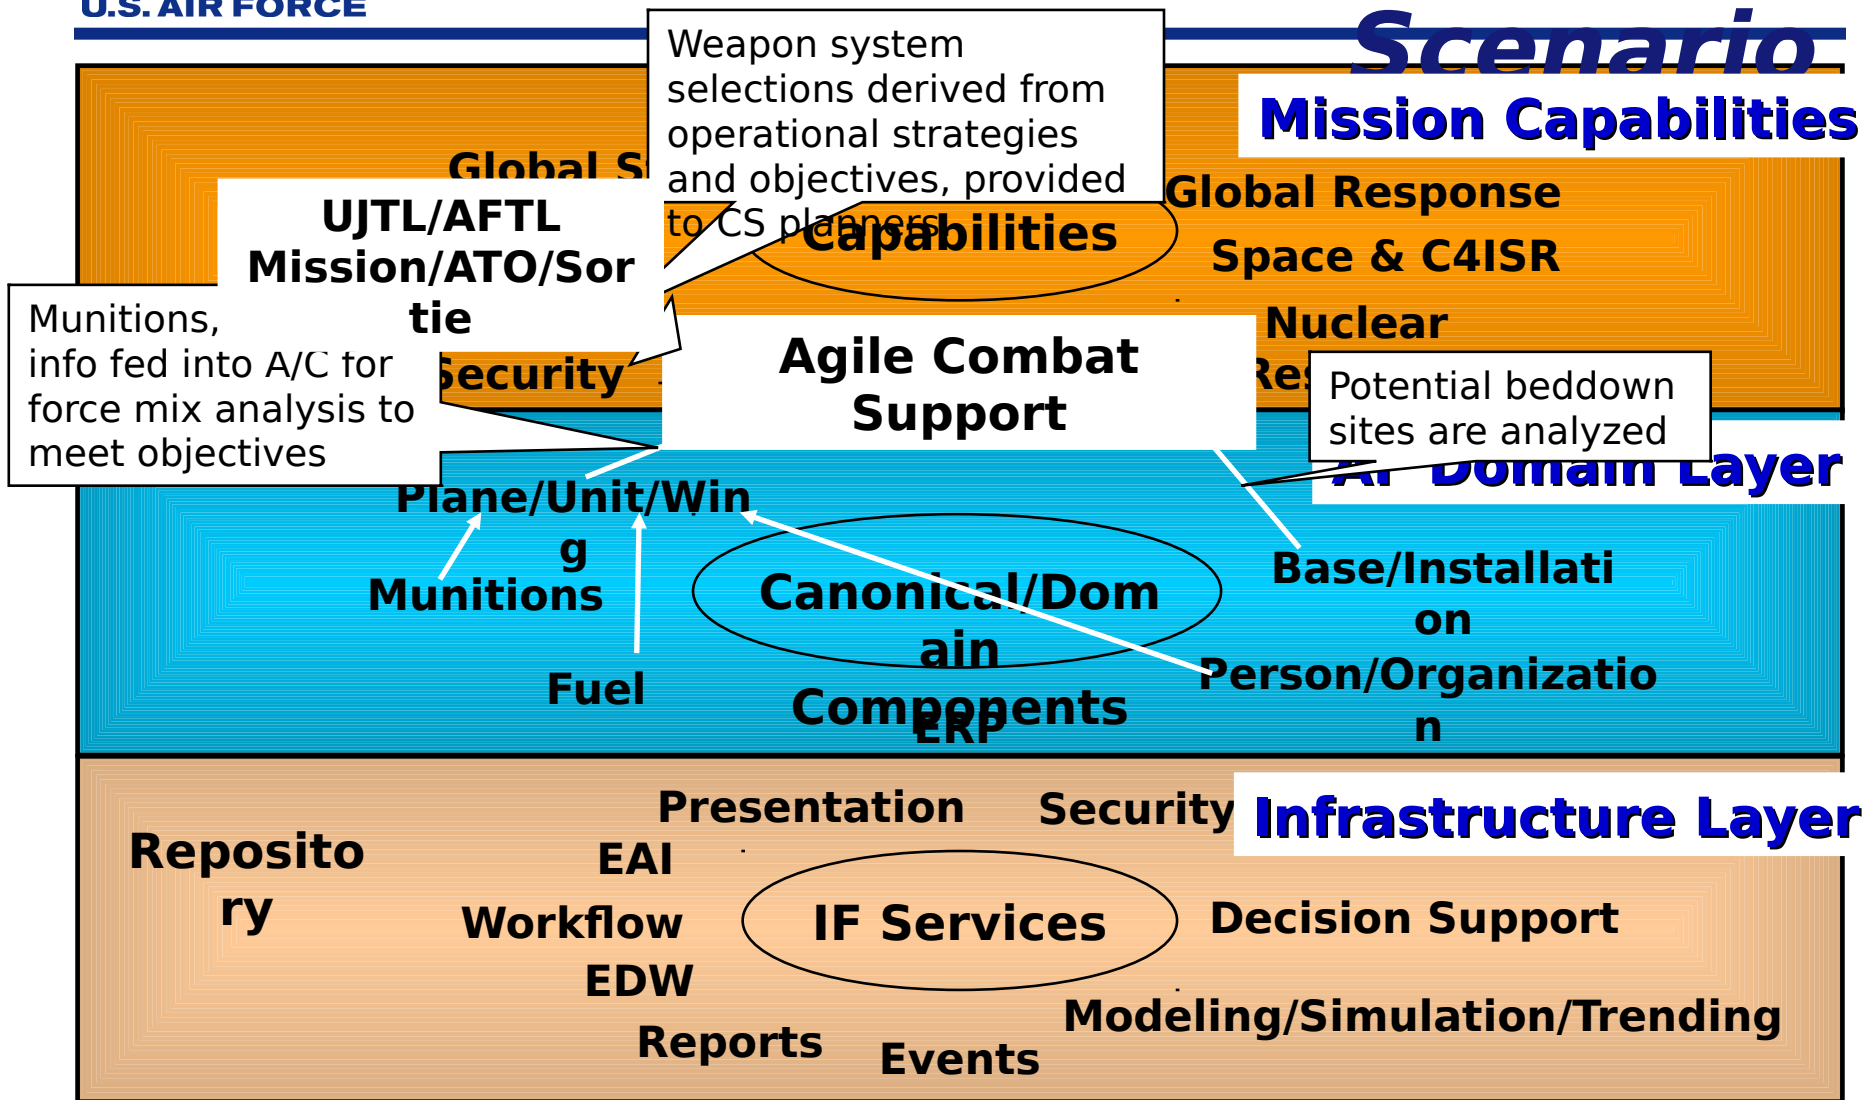 U.S. AIR FORCE
Scenario
Weapon system
selections derived from
operational strategies
and objectives, provided
to CS planners
Mission Capabilities
Global
UJTL/AFTL
Mission/ATO/Sor
tie
Capabilities
Global Response
Space & C4ISR
Nuclear
Munitions,
info fed into A/C for
force mix analysis to
meet objectives
Security
Agile Combat
Support
Potential beddown
sites are analyzed
Domain Layer
Plane/Unit/Win
g
Munitions
Fuel
Canonical/Dom
ain
Components
ERP
Base/Installati
on
Person/Organizatio
n
Infrastructure Layer
Presentation
Security
Reposito
ry
EAI
Workflow
EDW
Reports
Events
IF Services
Decision Support
Modeling/Simulation/Trending